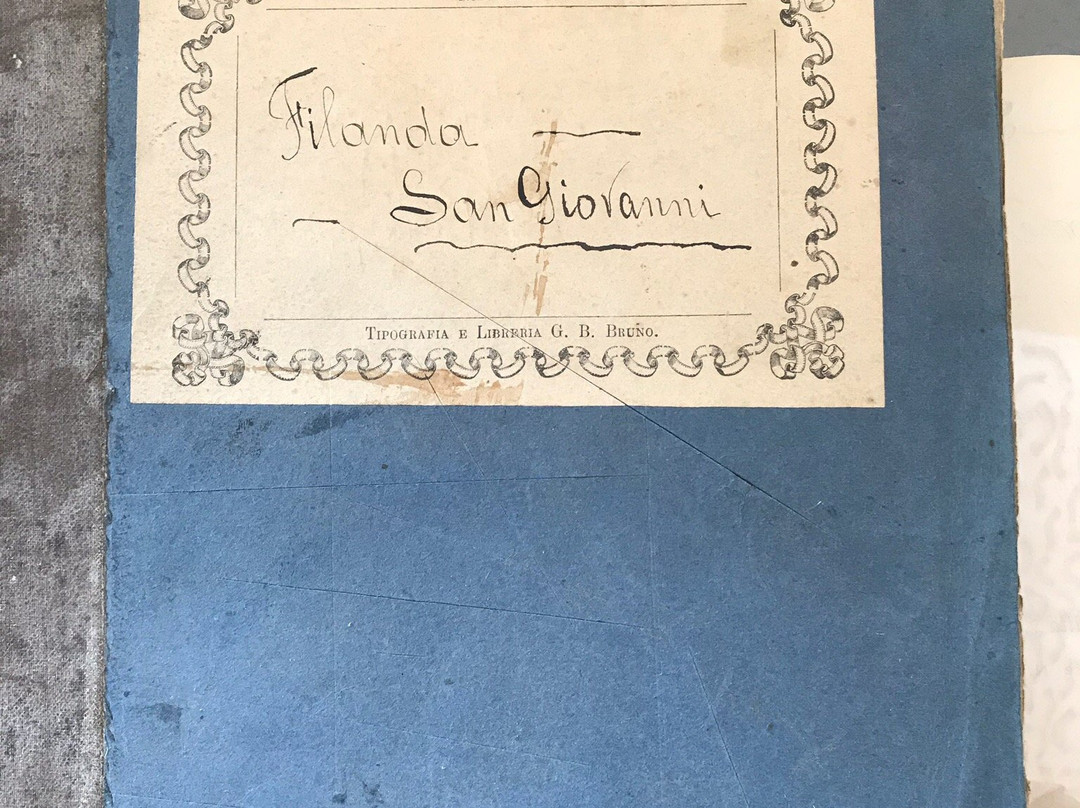 Filanda —
— San Giovanni
TIPOGRAFIA E LIBRERIA G. B. BRUNO.